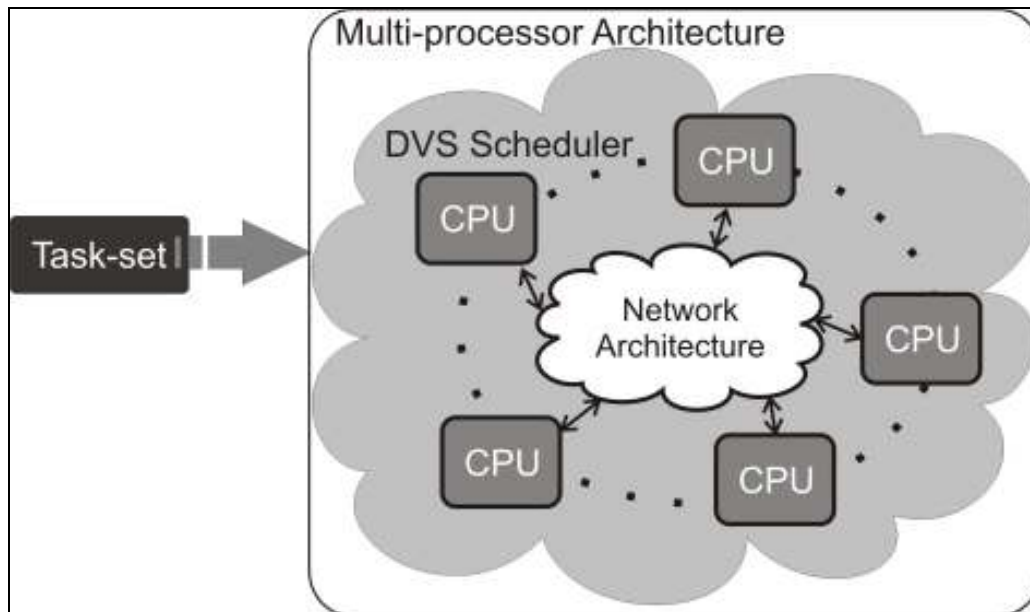 Multi-processor Architecture
DVS Scheduler
CPU
CPU
Task-set
Network
Architecture
CPU
CPU
CPU